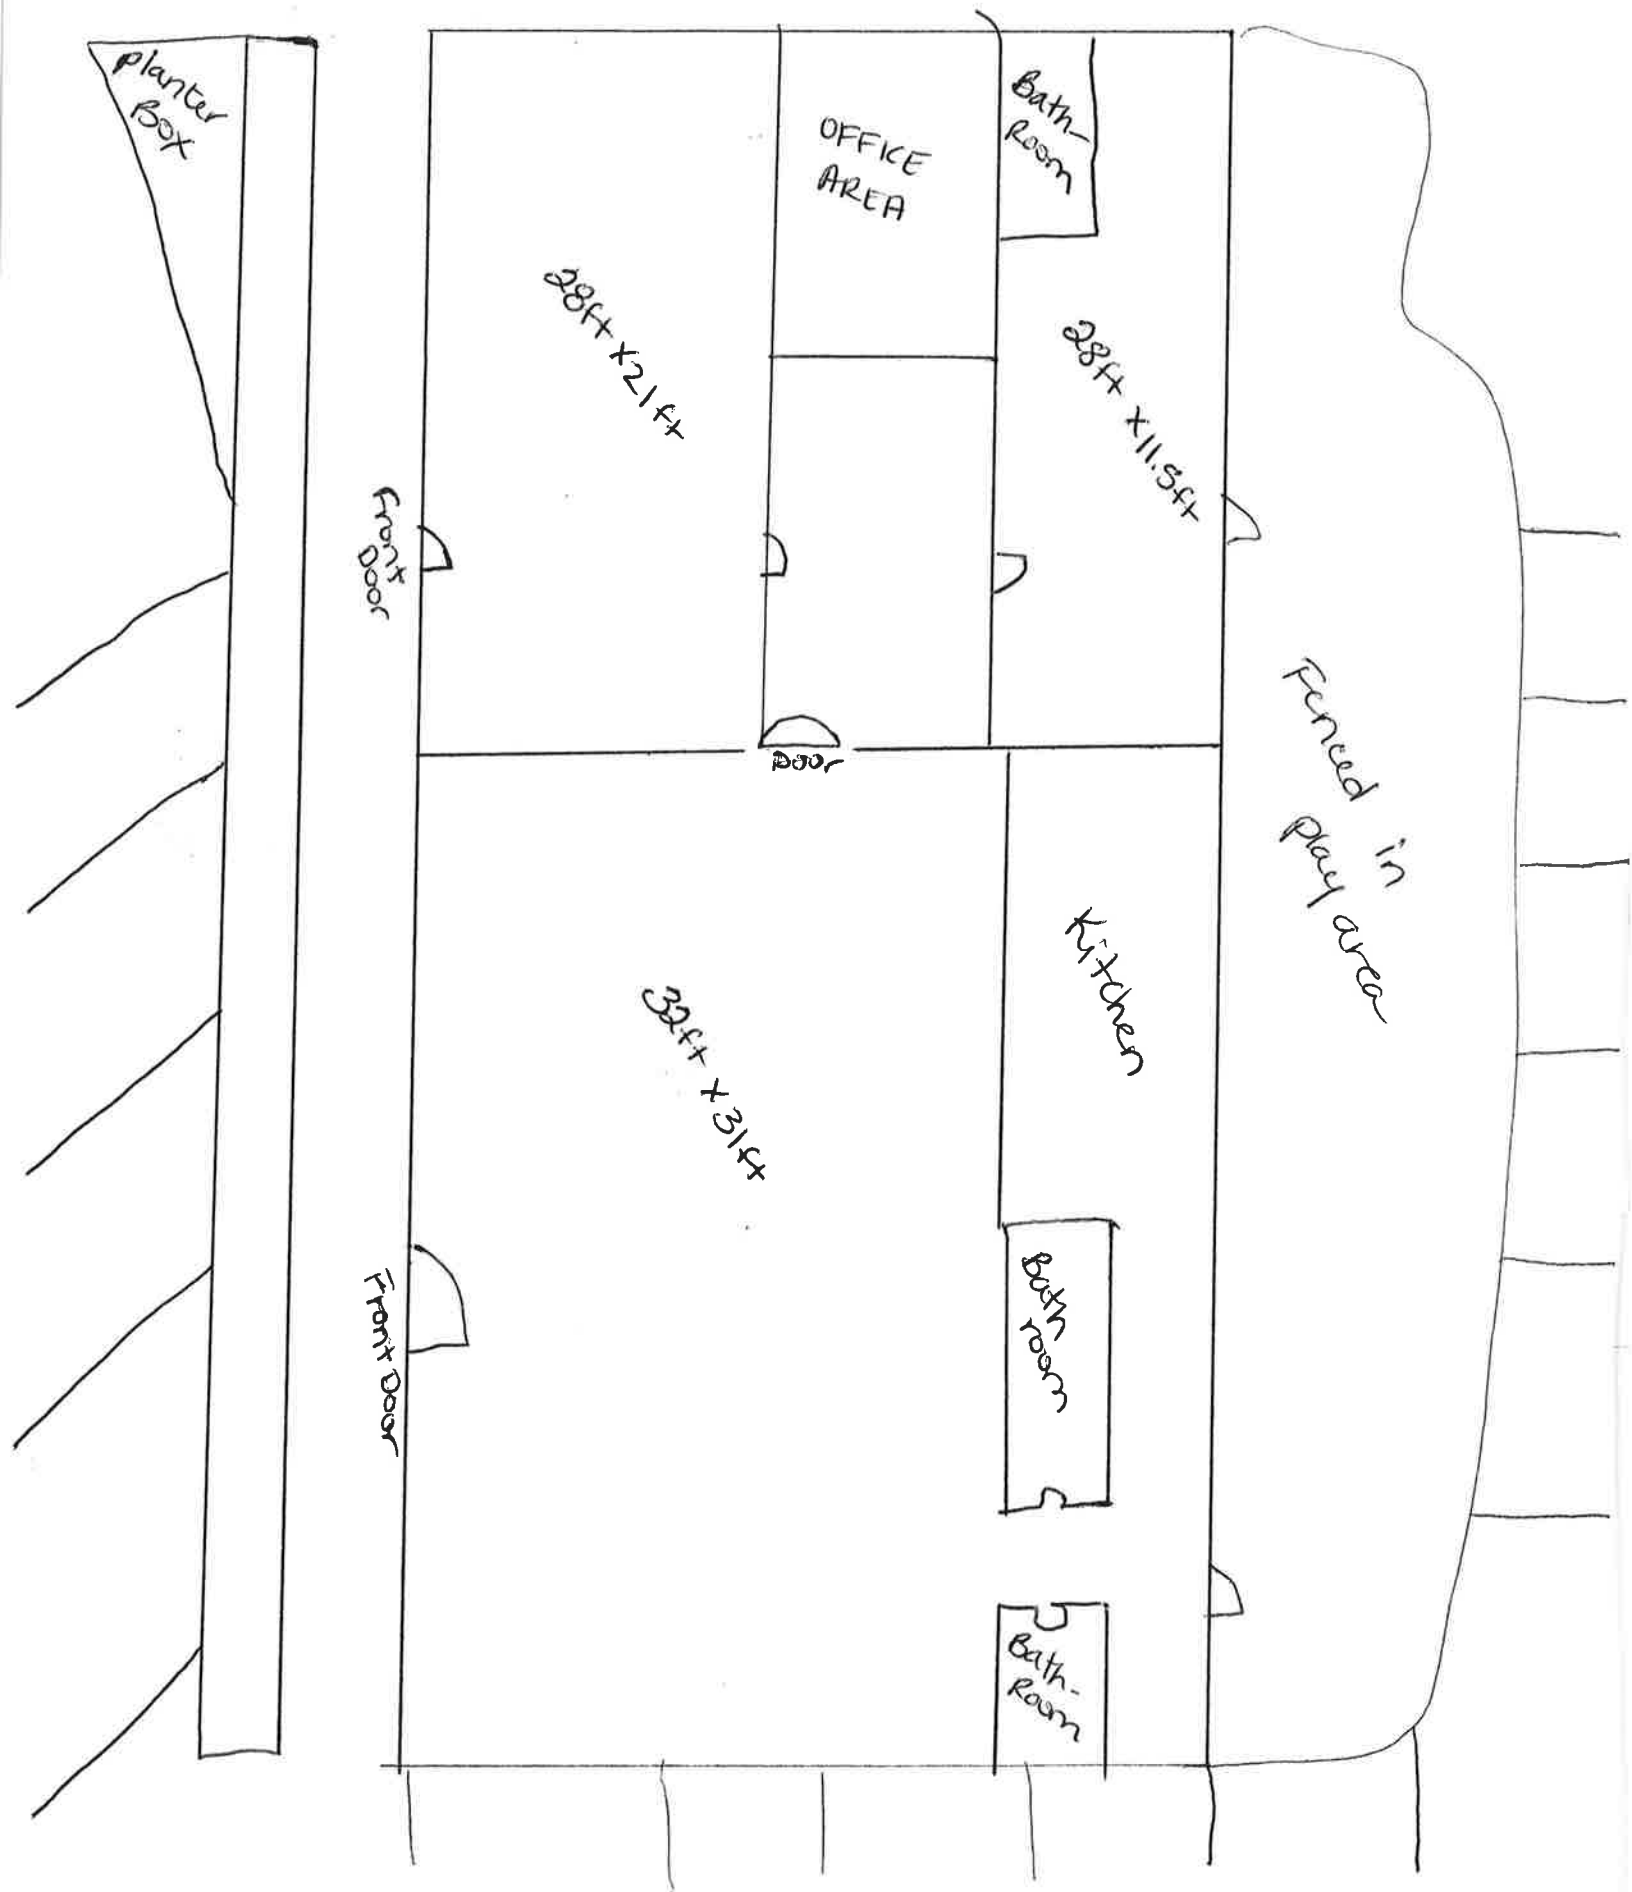 Planter
Box
OFFICE
AREA
Bath-
Room
28ft x 21ft
28ft x 11.5ft
Front
Door
Door
Fenced in
play area
Kitchen
32ft x 31ft
Front Door
Bath
room
Bath-
Room